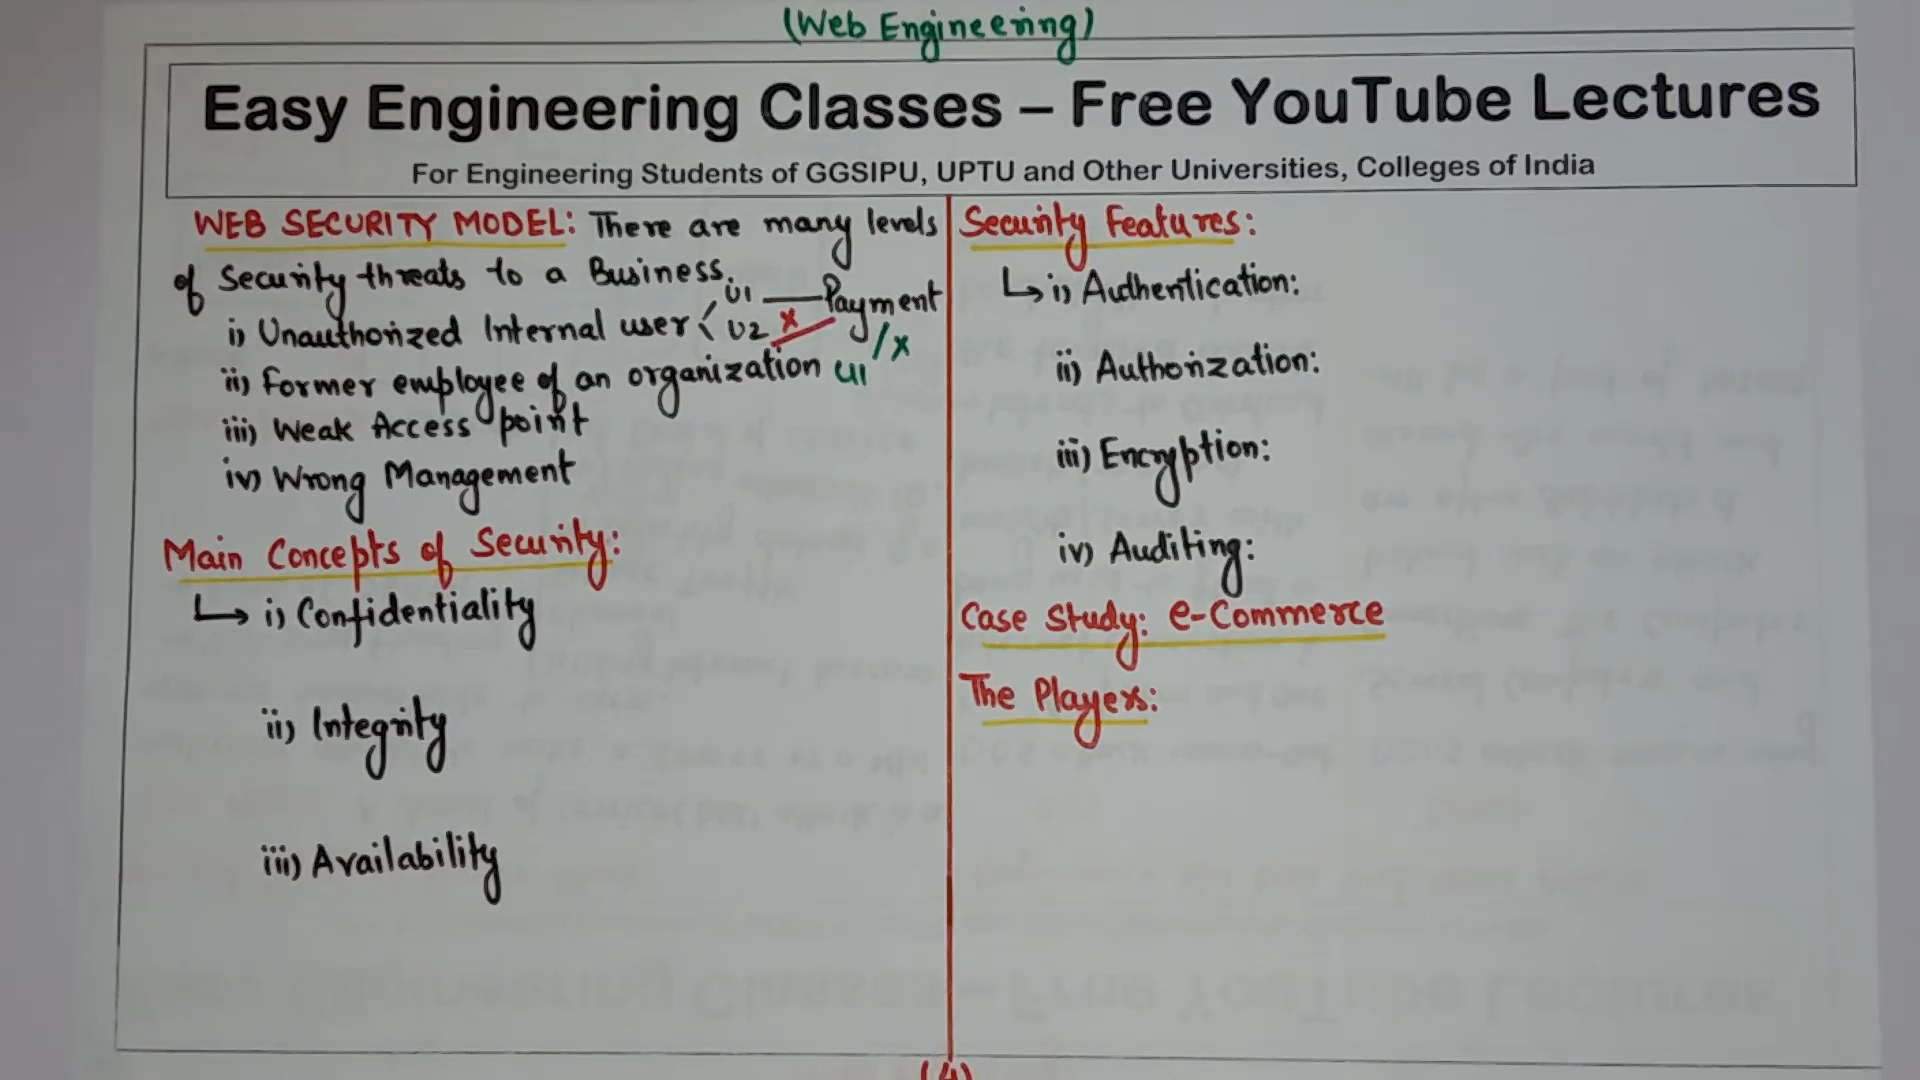 (Web Engineering)
Easy Engineering Classes – Free YouTube Lectures
For Engineering Students of GGSIPU, UPTU and Other Universities, Colleges of India
WEB SECURITY MODEL: There are many levels
of Security threats to a Business.
i) Unauthorized Internal user < U1 — Payment
U2 x
/ x
ii) Former employee of an organization U1
iii) Weak Access point
iv) Wrong Management
Main Concepts of Security:
↳ i) Confidentiality
ii) Integrity
iii) Availability
Security Features:
↳ i) Authentication:
ii) Authorization:
iii) Encryption:
iv) Auditing:
Case Study: e-Commerce
The Players:
(4)